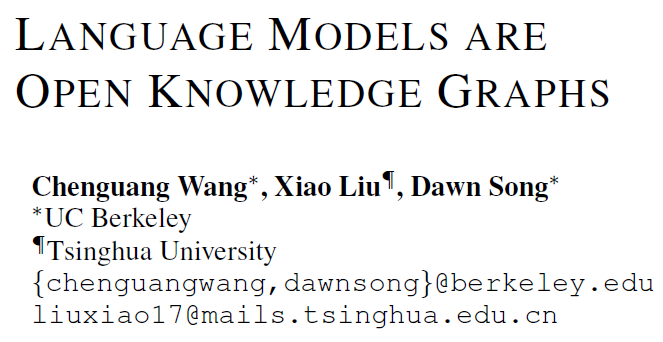 LANGUAGE MODELS ARE
OPEN KNOWLEDGE GRAPHS
Chenguang Wang*, Xiao Liu¶, Dawn Song*
*UC Berkeley
¶Tsinghua University
{chenguangwang,dawnsong}@berkeley.edu
liuxiao17@mails.tsinghua.edu.cn